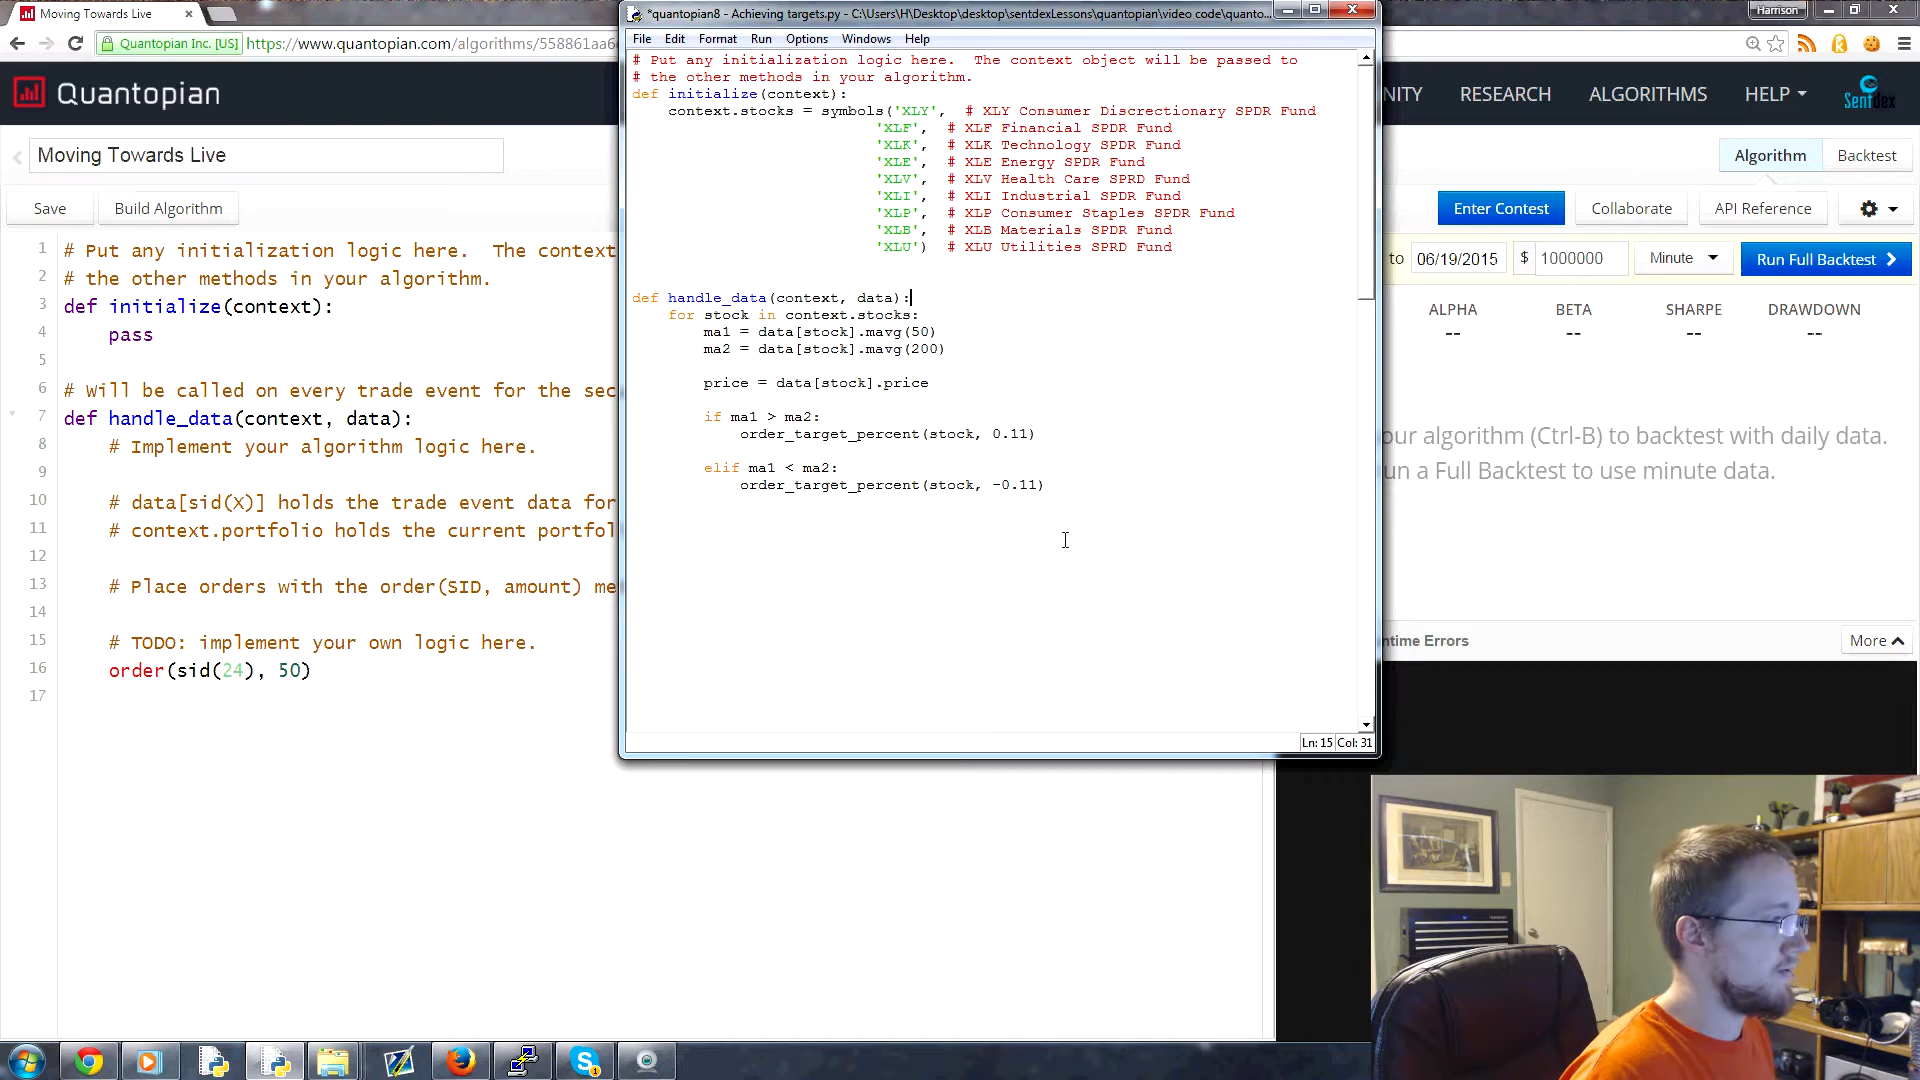 Moving Towards Live
Quantopian Inc. [US]
https://www.quantopian.com/algorithms/558861aa6
Harrison
Quantopian
NITY
RESEARCH
ALGORITHMS
HELP
Sentdex
Moving Towards Live
Algorithm
Backtest
Save
Build Algorithm
Enter Contest
Collaborate
API Reference
to
06/19/2015
$
1000000
Minute
Run Full Backtest
ALPHA
BETA
SHARPE
DRAWDOWN
--
--
--
--
1 # Put any initialization logic here.  The context
2 # the other methods in your algorithm.
3 def initialize(context):
4     pass
5
6 # Will be called on every trade event for the sec
7 def handle_data(context, data):
8     # Implement your algorithm logic here.
9
10     # data[sid(X)] holds the trade event data for
11     # context.portfolio holds the current portfol
12
13     # Place orders with the order(SID, amount) me
14
15     # TODO: implement your own logic here.
16     order(sid(24), 50)
17
*quantopian8 - Achieving targets.py - C:\Users\H\Desktop\desktop\sentdexLessons\quantopian\video code\quanto...
File Edit Format Run Options Windows Help
# Put any initialization logic here.  The context object will be passed to
# the other methods in your algorithm.
def initialize(context):
    context.stocks = symbols('XLY',  # XLY Consumer Discrectionary SPDR Fund
                           'XLF',  # XLF Financial SPDR Fund
                           'XLK',  # XLK Technology SPDR Fund
                           'XLE',  # XLE Energy SPDR Fund
                           'XLV',  # XLV Health Care SPRD Fund
                           'XLI',  # XLI Industrial SPDR Fund
                           'XLP',  # XLP Consumer Staples SPDR Fund
                           'XLB',  # XLB Materials SPDR Fund
                           'XLU')  # XLU Utilities SPRD Fund
def handle_data(context, data):
    for stock in context.stocks:
        ma1 = data[stock].mavg(50)
        ma2 = data[stock].mavg(200)
        price = data[stock].price
        if ma1 > ma2:
            order_target_percent(stock, 0.11)
        elif ma1 < ma2:
            order_target_percent(stock, -0.11)
Ln: 15 Col: 31
our algorithm (Ctrl-B) to backtest with daily data.
un a Full Backtest to use minute data.
ntime Errors
More